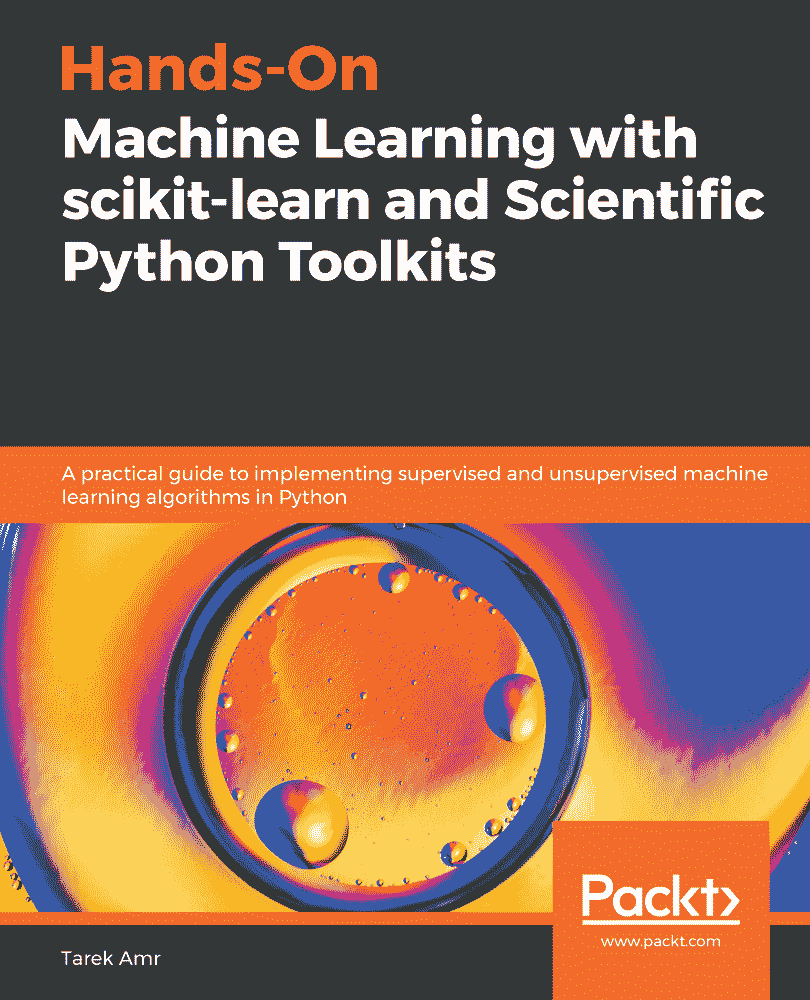 Hands-On
Machine Learning with
scikit-learn and Scientific
Python Toolkits
A practical guide to implementing supervised and unsupervised machine
learning algorithms in Python
Packt
www.packt.com
Tarek Amr